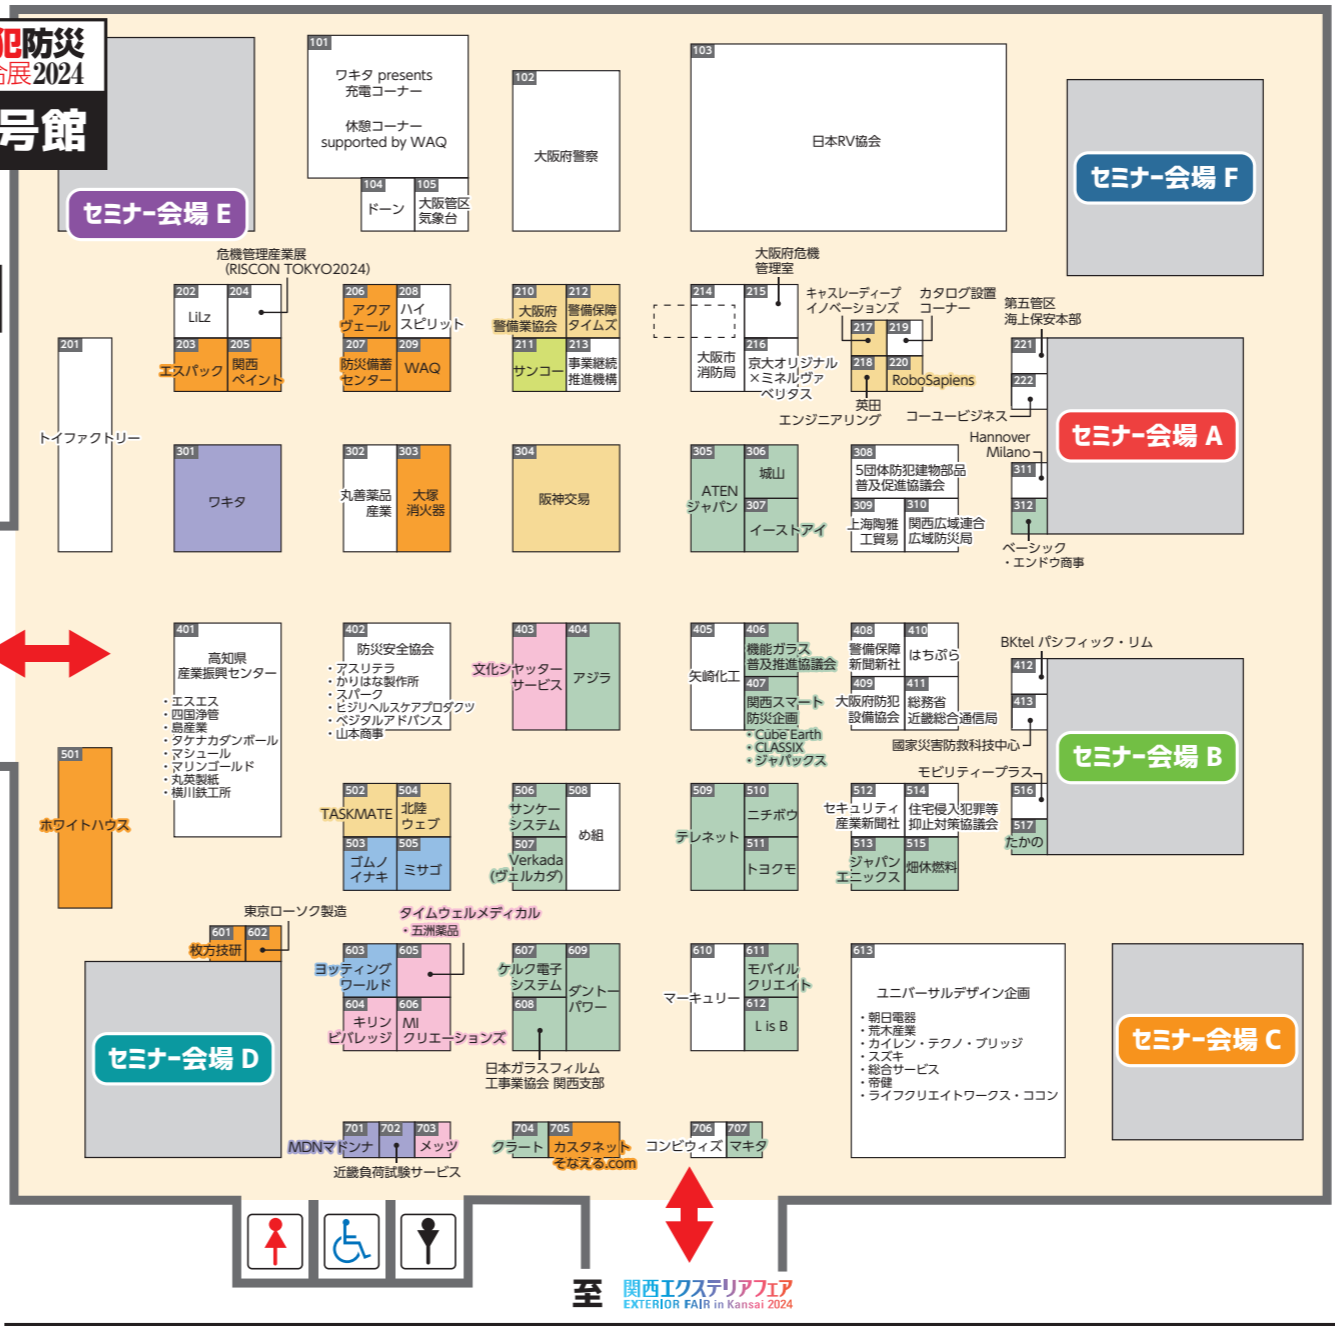 犯防災
合展2024
号館
セミナー会場 E
101
ワキタ presents
充電コーナー
休憩コーナー
supported by WAQ
102
大阪府警察
103
日本RV協会
セミナー会場 F
104
ドーン
105
大阪管区
気象台
危機管理産業展
(RISCON TOKYO2024)
大阪府危機
管理室
キャスレーディープ
イノベーションズ
カタログ設置
コーナー
第五管区
海上保安本部
201
トイファクトリー
202
LiLz
204
203
エスパック
205
関西
ペイント
206
アクア
ヴェール
208
ハイ
スピリット
207
防災備蓄
センター
209
WAQ
210
大阪府
警備業協会
212
警備保障
タイムズ
211
サンコー
213
事業継続
推進機構
214
大阪市
消防局
215
216
京大オリジナル
×ミネルヴァ
ベリタス
217
219
218
220
RoboSapiens
英田
エンジニアリング
221
222
コーユービジネス
セミナー会場 A
Hannover
Milano
311
312
ベーシック
・エンドウ商事
301
ワキタ
302
丸善薬品
産業
303
大塚
消火器
304
阪神交易
305
ATEN
ジャパン
306
城山
307
イーストアイ
308
5団体防犯建物部品
普及促進協議会
309
上海陶雅
工貿易
310
関西広域連合
広域防災局
401
高知県
産業振興センター
・エスエス
・四国浄管
・島産業
・タケナカダンボール
・マシュール
・マリンゴールド
・丸英製紙
・横川鉄工所
402
防災安全協会
・アスリテラ
・かりはな製作所
・スパーク
・ヒジリヘルスケアプロダクツ
・ベジタルアドバンス
・山本商事
403
文化シヤッター
サービス
404
アジラ
405
矢崎化工
406
機能ガラス
普及推進協議会
407
関西スマート
防災企画
・Cube Earth
・CLASSIX
・ジャパックス
408
警備保障
新聞新社
410
はちぷら
409
大阪府防犯
設備協会
411
総務省
近畿総合通信局
BKtel パシフィック・リム
412
413
國家災害防救科技中心
セミナー会場 B
モビリティープラス
516
517
たかの
501
ホワイトハウス
502
TASKMATE
504
北陸
ウェブ
503
ゴムノ
イナキ
505
ミサゴ
506
サンケー
システム
507
Verkada
(ヴェルカダ)
508
め組
509
テレネット
510
ニチボウ
511
トヨクモ
512
セキュリティ
産業新聞社
514
住宅侵入犯罪等
抑止対策協議会
513
ジャパン
エニックス
515
畑休燃料
東京ローソク製造
601
枚方技研
602
セミナー会場 D
タイムウェルメディカル
・五洲薬品
603
ヨッティング
ワールド
605
604
キリン
ビバレッジ
606
MI
クリエーションズ
607
ケルク電子
システム
609
ダントー
パワー
608
日本ガラスフィルム
工事業協会 関西支部
610
マーキュリー
611
モバイル
クリエイト
612
L is B
613
ユニバーサルデザイン企画
・朝日電器
・荒木産業
・カイレン・テクノ・ブリッジ
・スズキ
・総合サービス
・帝健
・ライフクリエイトワークス・ココン
セミナー会場 C
701
MDNマドンナ
702
近畿負荷試験サービス
703
メッツ
704
クラート
705
カスタネット
そなえる.com
706
コンビウィズ
707
マキタ
至
関西エクステリアフェア
EXTERIOR FAIR in Kansai 2024